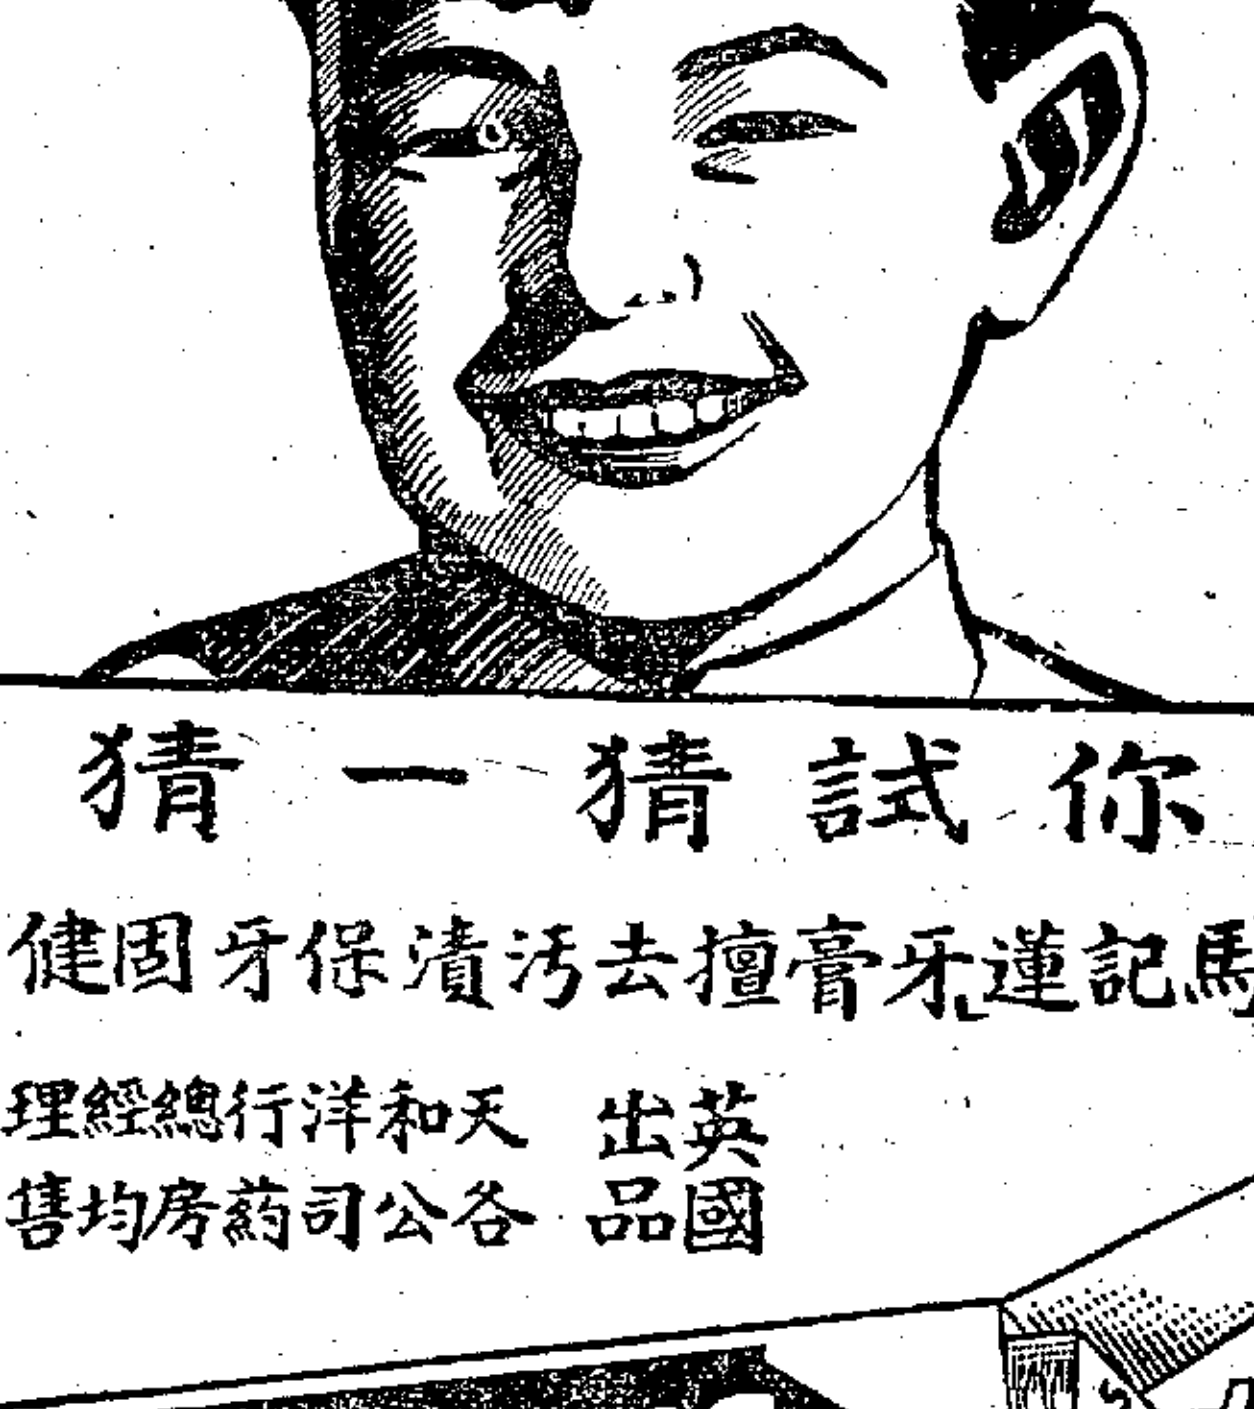 你試猜一猜
馬記蓮牙膏擅去污漬保牙固健
英國出品
天和洋行總經理
各公司葯房均售